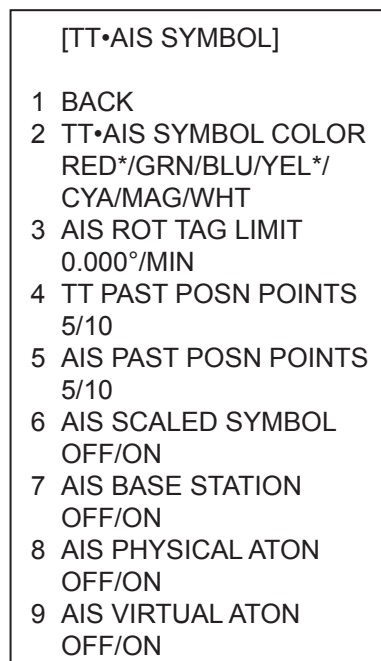 [TT•AIS SYMBOL]
1 BACK
2 TT•AIS SYMBOL COLOR
RED*/GRN/BLU/YEL*/
CYA/MAG/WHT
3 AIS ROT TAG LIMIT
0.000°/MIN
4 TT PAST POSN POINTS
5/10
5 AIS PAST POSN POINTS
5/10
6 AIS SCALED SYMBOL
OFF/ON
7 AIS BASE STATION
OFF/ON
8 AIS PHYSICAL ATON
OFF/ON
9 AIS VIRTUAL ATON
OFF/ON